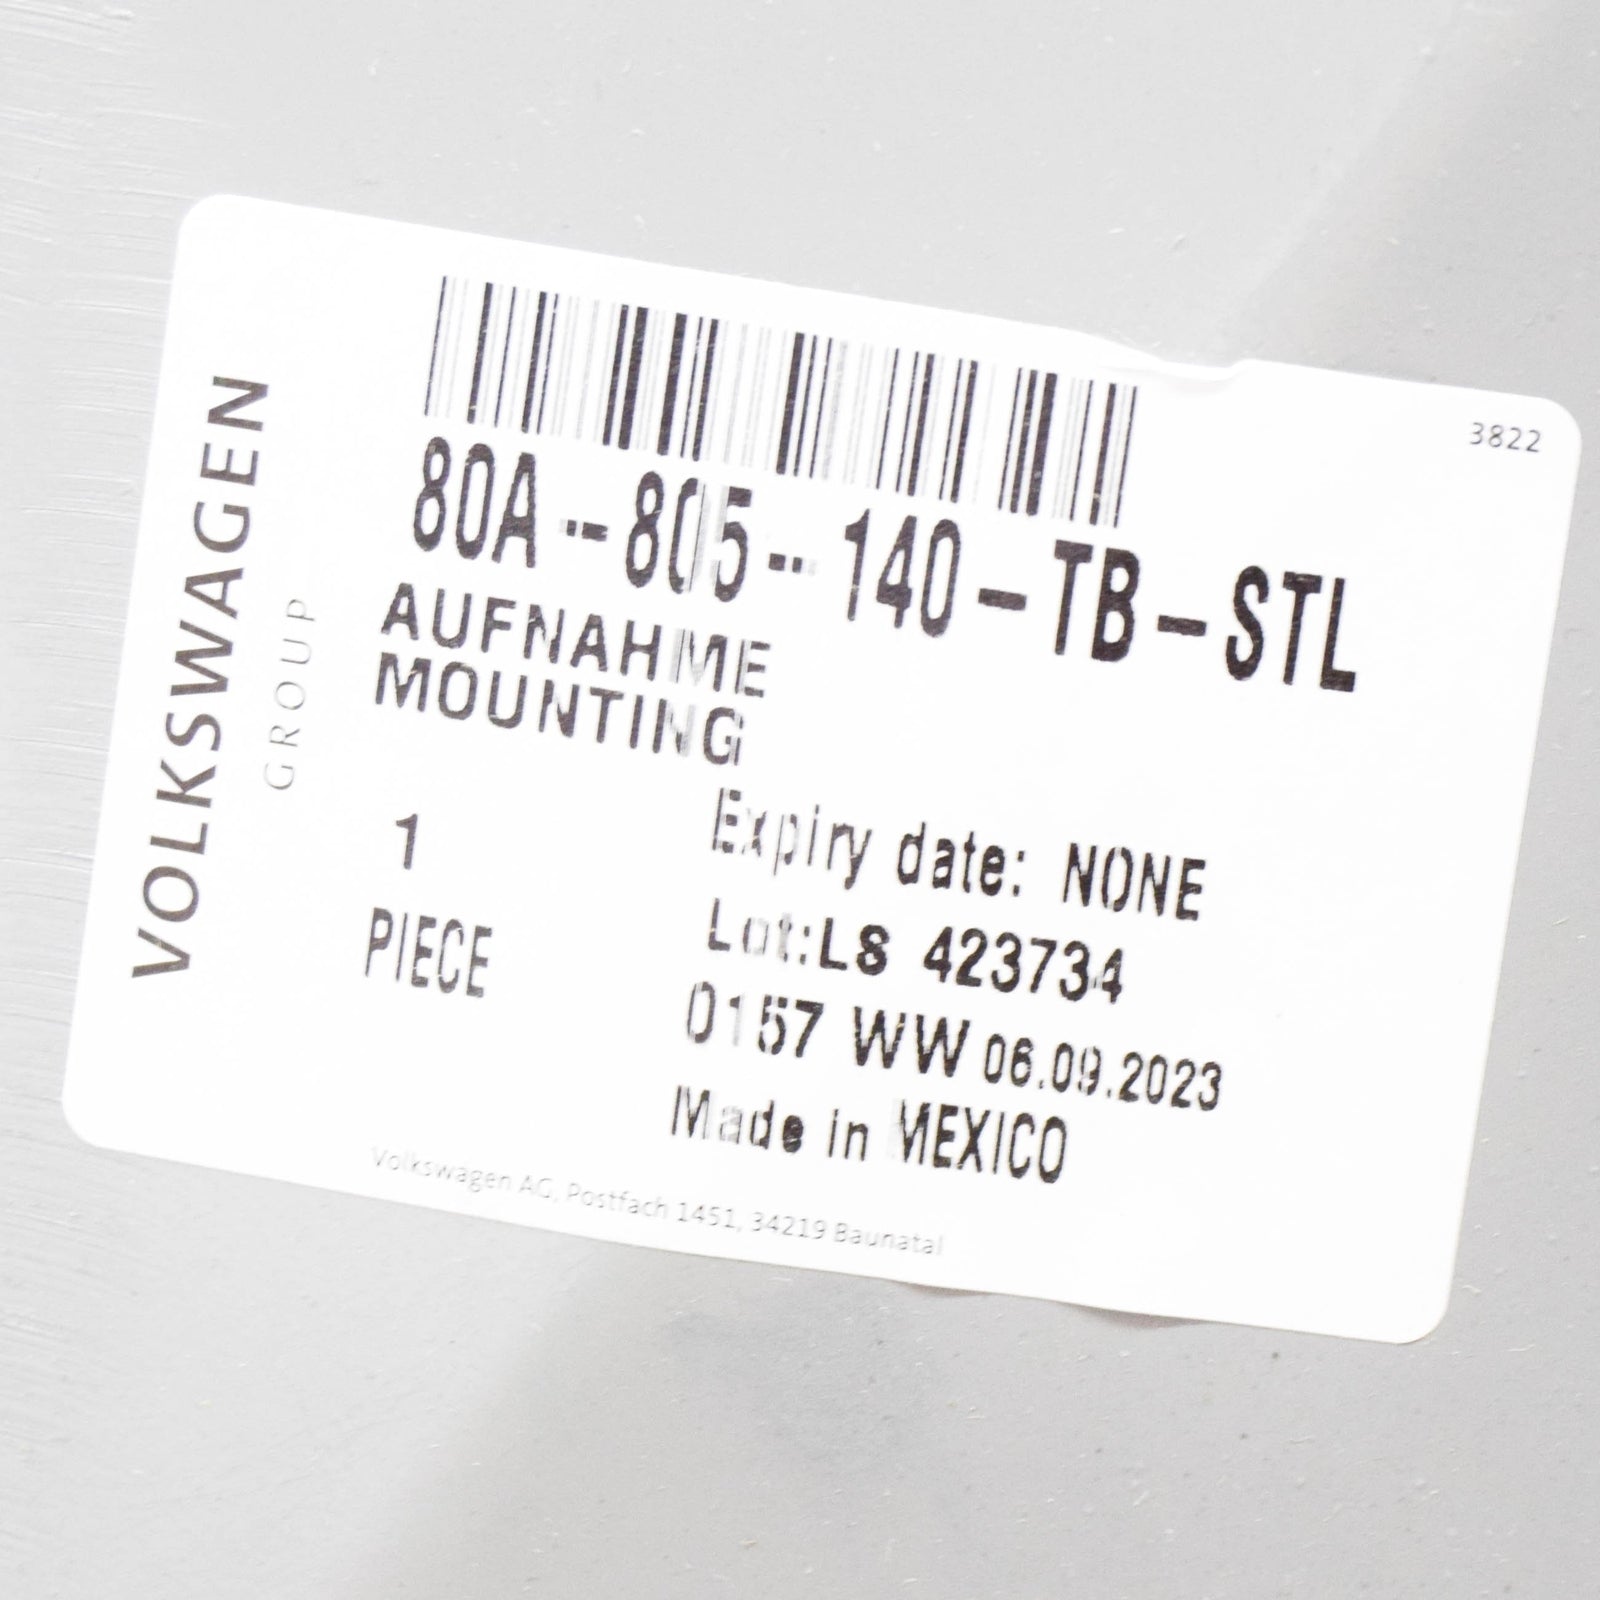 VOLKSWAGEN
GROUP
3822
80A-805-140-TB-STL
AUFNAHME
MOUNTING
1
PIECE
Expiry date: NONE
Lot:LS 423734
0157 WW 06.09.2023
Made in MEXICO
Volkswagen AG, Postfach 1451, 34219 Baunatal